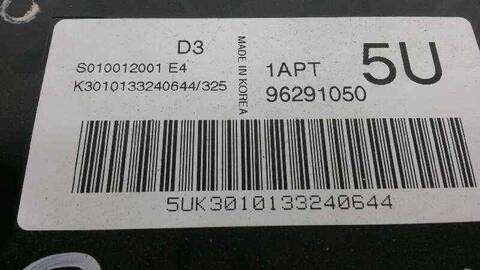 D3
S010012001 E4
K3010133240644/325
MADE IN KOREA
1APT
5U
96291050
5UK3010133240644